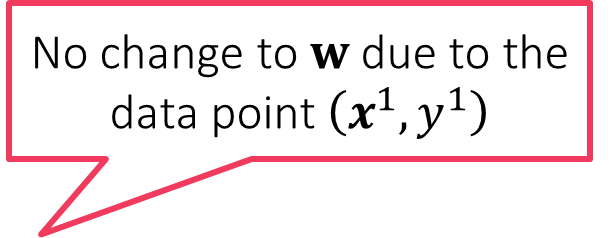 No change to 𝐰 due to the
data point (𝒙¹, 𝑦¹)